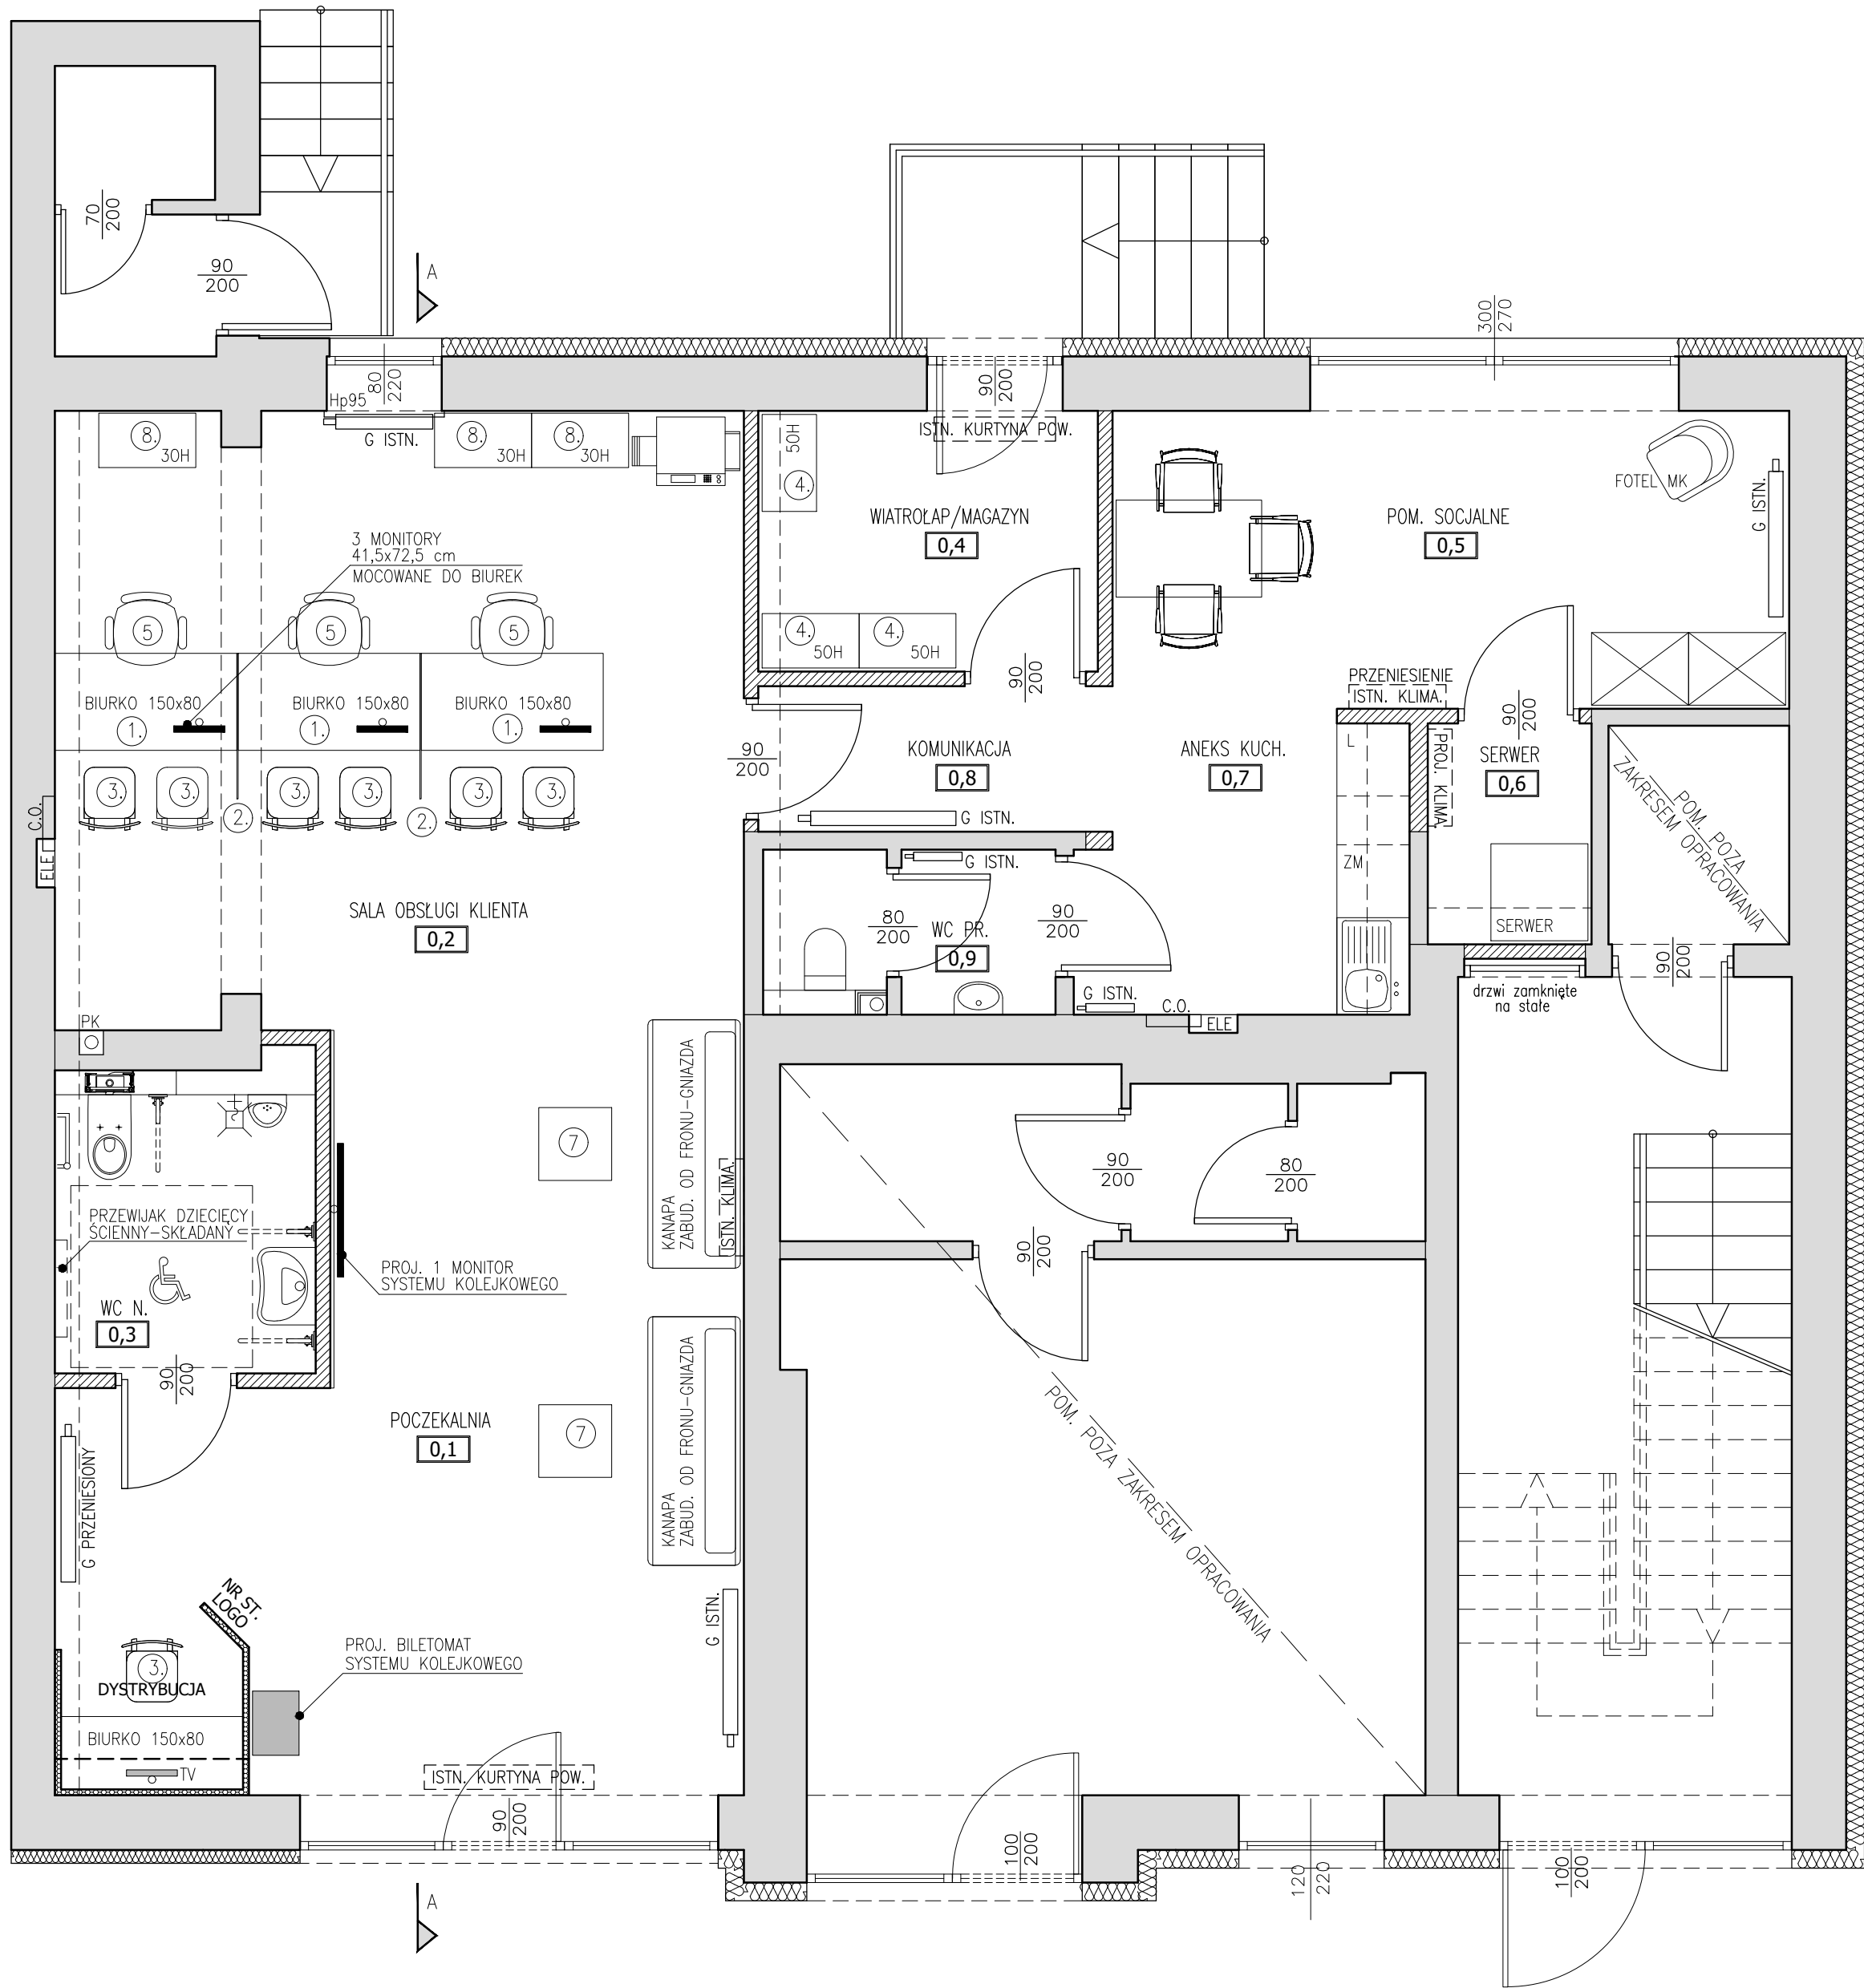 70
200
90
200
A
300
270
Hp95
80
220
G ISTN.
8.
30H
8.
30H
8.
30H
50H
4.
90
200
ISTN. KURTYNA POW.
WIATROŁAP/MAGAZYN
0,4
FOTEL MK
POM. SOCJALNE
0,5
G ISTN.
3 MONITORY
41,5x72,5 cm
MOCOWANE DO BIUREK
5
5
5
4.
50H
4.
50H
90
200
BIURKO 150x80
1.
BIURKO 150x80
1.
BIURKO 150x80
1.
PRZENIESIENIE
ISTN. KLIMA.
90
200
90
200
KOMUNIKACJA
0,8
ANEKS KUCH.
0,7
L
PROJ. KLIMA.
SERWER
0,6
POM. POZA
ZAKRESEM OPRACOWANIA
3.
3.
3.
3.
3.
3.
2.
2.
C.O.
ELE
G ISTN.
G ISTN.
ZM
SALA OBSŁUGI KLIENTA
0,2
80
200
WC PR.
0,9
90
200
SERWER
90
200
drzwi zamknięte
na stałe
G ISTN.
C.O.
ELE
PK
KANAPA
ZABUD. OD FRONU-GNIAZDA
ISTN. KLIMA.
7
90
200
80
200
PRZEWIJAK DZIECIĘCY
ŚCIENNY-SKŁADANY
PROJ. 1 MONITOR
SYSTEMU KOLEJKOWEGO
90
200
WC N.
0,3
90
200
KANAPA
ZABUD. OD FRONU-GNIAZDA
POCZEKALNIA
0,1
7
POM. POZA ZAKRESEM OPRACOWANIA
G PRZENIESIONY
NR ST.
LOGO
G ISTN.
PROJ. BILETOMAT
SYSTEMU KOLEJKOWEGO
3.
DYSTRYBUCJA
BIURKO 150x80
TV
ISTN. KURTYNA POW.
90
200
100
200
120
220
100
200
A